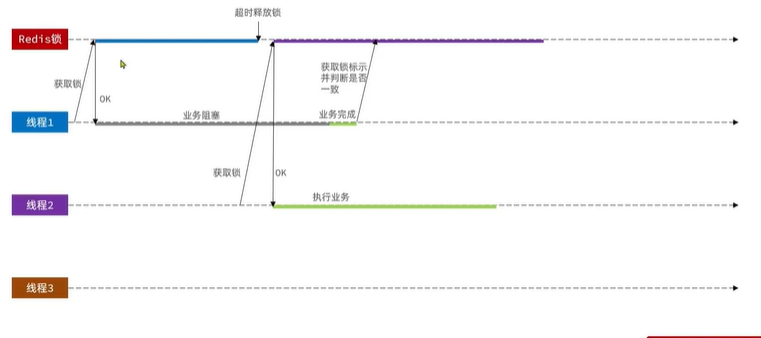 超时释放锁
Redis锁
获取锁
OK
获取锁标示
并判断是否
一致
业务阻塞
业务完成
线程1
获取锁
OK
执行业务
线程2
线程3